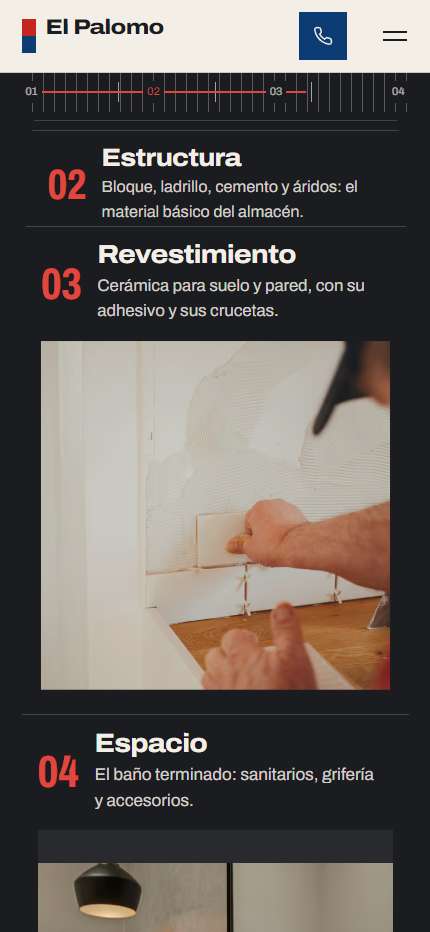 El Palomo
01 02 03 04
Estructura
02
Bloque, ladrillo, cemento y áridos: el
material básico del almacén.
Revestimiento
03
Cerámica para suelo y pared, con su
adhesivo y sus crucetas.
Espacio
04
El baño terminado: sanitarios, grifería
y accesorios.